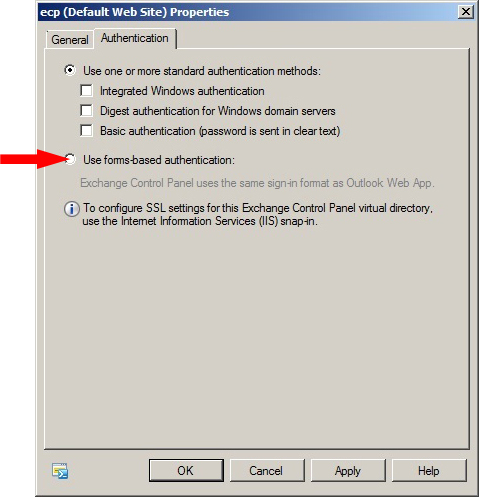 ecp (Default Web Site) Properties
General Authentication
Use one or more standard authentication methods:
Integrated Windows authentication
Digest authentication for Windows domain servers
Basic authentication (password is sent in clear text)
Use forms-based authentication:
Exchange Control Panel uses the same sign-in format as Outlook Web App.
To configure SSL settings for this Exchange Control Panel virtual directory,
use the Internet Information Services (IIS) snap-in.
OK Cancel Apply Help